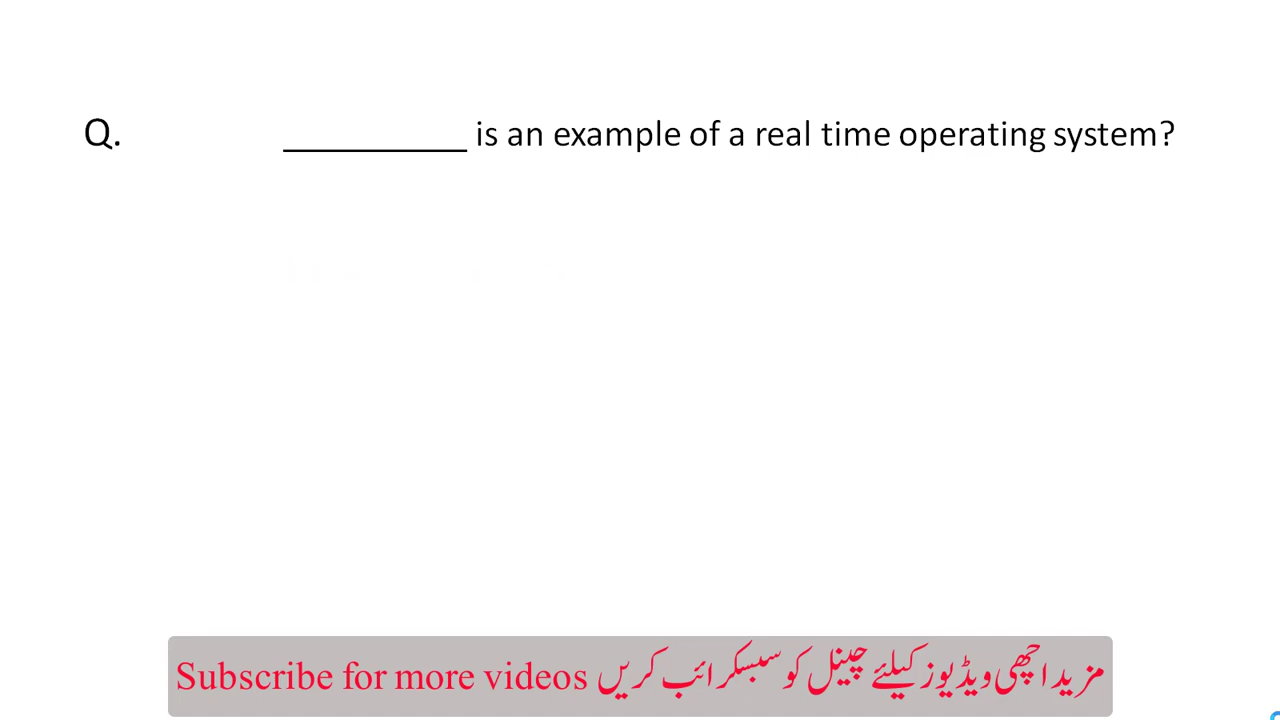 Q. __________ is an example of a real time operating system?
Subscribe for more videos مزید اچھی ویڈیوز کیلئے چینل کو سبسکرائب کریں